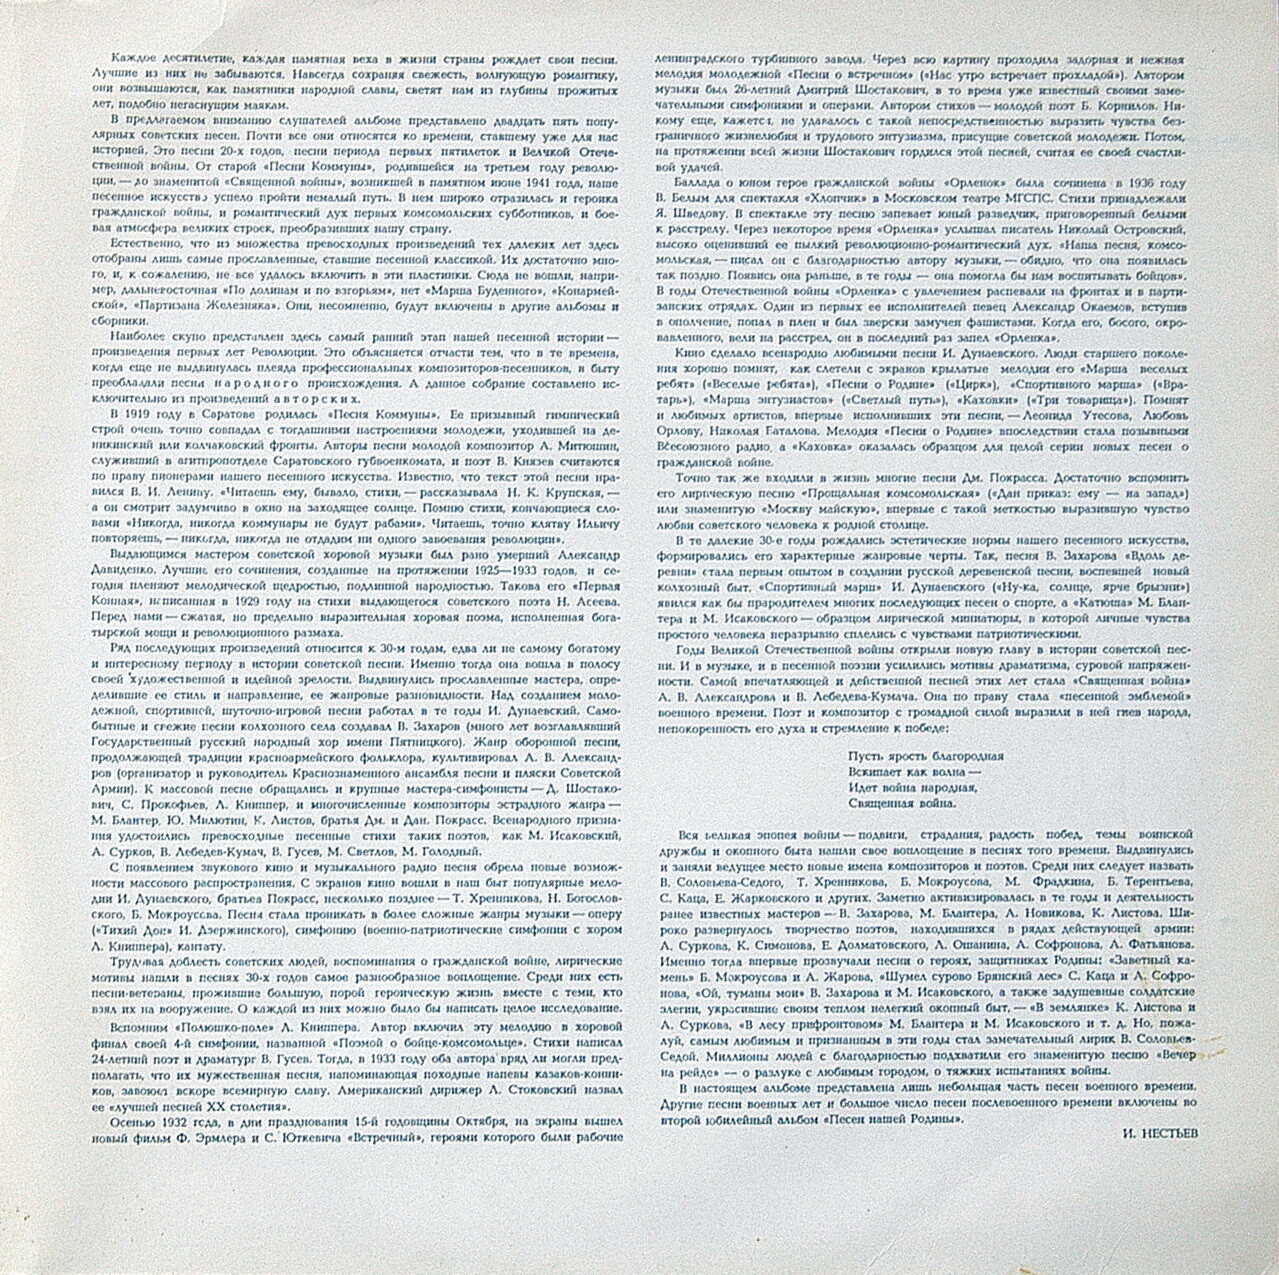 Каждое десятилетие, каждая памятная веха в жизни страны рождает свои песни.
Лучшие из них не забываются. Навсегда сохраняя свежесть, волнующую романтику,
они возвышаются, как памятники народной славы, светят нам из глубины прожитых
лет, подобно негаснущим маякам.
В предлагаемом вниманию слушателей альбоме представлено двадцать пять попу-
лярных советских песен. Почти все они относятся ко времени, ставшему уже для нас
историей. Это песни 20-х годов, песни периода первых пятилеток и Великой Отече-
ственной войны. От старой «Песни Коммуны», родившейся на третьем году револю-
ции, — до знаменитой «Священной войны», возникшей в памятном июне 1941 года, наше
песенное искусство успело пройти немалый путь. В нем широко отразилась и героика
гражданской войны, и романтический дух первых комсомольских субботников, и бое-
вая атмосфера великих строек, преобразивших нашу страну.
Естественно, что из множества превосходных произведений тех далеких лет здесь
отобраны лишь самые прославленные, ставшие песенной классикой. Их достаточно мно-
го, и, к сожалению, не все удалось включить в эти пластинки. Сюда не вошли, напри-
мер, дальневосточная «По долинам и по взгорьям», нет «Марша Буденного», «Конармей-
ской», «Партизана Железняка». Они, несомненно, будут включены в другие альбомы и
сборники.
Наиболее скупо представлен здесь самый ранний этап нашей песенной истории —
произведения первых лет Революции. Это объясняется отчасти тем, что в те времена,
когда еще не выдвинулась плеяда профессиональных композиторов-песенников, в быту
преобладали песни народного происхождения. А данное собрание составлено ис-
ключительно из произведений авторских.
В 1919 году в Саратове родилась «Песня Коммуны». Ее призывный гимнический
строй очень точно совпадал с тогдашними настроениями молодежи, уходившей на де-
никинский или колчаковский фронты. Авторы песни молодой композитор А. Митюшин,
служивший в агитпропотделе Саратовского губвоенкомата, и поэт В. Князев считаются
по праву пионерами нашего песенного искусства. Известно, что текст этой песни нра-
вился В. И. Ленину. «Читаешь ему, бывало, стихи, — рассказывала Н. К. Крупская, —
а он смотрит задумчиво в окно на заходящее солнце. Помню стихи, кончающиеся сло-
вами «Никогда, никогда коммунары не будут рабами». Читаешь, точно клятву Ильичу
повторяешь, — никогда, никогда не отдадим ни одного завоевания революции».
Выдающимся мастером советской хоровой музыки был рано умерший Александр
Давиденко. Лучшие его сочинения, созданные на протяжении 1925—1933 годов, и се-
годня пленяют мелодической щедростью, подлинной народностью. Такова его «Первая
Конная», написанная в 1929 году на стихи выдающегося советского поэта Н. Асеева.
Перед нами — сжатая, но предельно выразительная хоровая поэма, исполненная бога-
тырской мощи и революционного размаха.
Ряд последующих произведений относится к 30-м годам, едва ли не самому богатому
и интересному периоду в истории советской песни. Именно тогда она вошла в полосу
своей художественной и идейной зрелости. Выдвинулись прославленные мастера, опре-
делившие ее стиль и направление, ее жанровые разновидности. Над созданием моло-
дежной, спортивней, шуточно-игровой песни работал в те годы И. Дунаевский. Само-
бытные и свежие песни колхозного села создавал В. Захаров (много лет возглавлявший
Государственный русский народный хор имени Пятницкого). Жанр оборонной песни,
продолжающей традиции красноармейского фольклора, культивировал А. В. Александ-
ров (организатор и руководитель Краснознаменного ансамбля песни и пляски Советской
Армии). К массовой песне обращались и крупные мастера-симфонисты — Д. Шостако-
вич, С. Прокофьев, Л. Книппер, и многочисленные композиторы эстрадного жанра —
М. Блантер, Ю. Милютин, К. Листов, братья Дм. и Дан. Покрасс. Всенародного призна-
ния удостоились превосходные песенные стихи таких поэтов, как М. Исаковский,
А. Сурков, В. Лебедев-Кумач, В. Гусев, М. Светлов, М. Голодный.
С появлением звукового кино и музыкального радио песня обрела новые возмож-
ности массового распространения. С экранов кино вошли в наш быт популярные мело-
дии И. Дунаевского, братьев Покрасс, несколько позднее — Т. Хренникова, Н. Богослов-
ского, Б. Мокроусова. Песня стала проникать в более сложные жанры музыки — оперу
(«Тихий Дон» И. Дзержинского), симфонию (военно-патриотические симфонии с хором
Л. Книппера), кантату.
Трудовая доблесть советских людей, воспоминания о гражданской войне, лирические
мотивы нашли в песнях 30-х годов самое разнообразное воплощение. Среди них есть
песни-ветераны, прожившие большую, порой героическую жизнь вместе с теми, кто
взял их на вооружение. О каждой из них можно было бы написать целое исследование.
Вспомним «Полюшко-поле» Л. Книппера. Автор включил эту мелодию в хоровой
финал своей 4-й симфонии, названной «Поэмой о бойце-комсомольце». Стихи написал
24-летний поэт и драматург В. Гусев. Тогда, в 1933 году оба автора вряд ли могли пред-
полагать, что их мужественная песня, напоминающая походные напевы казаков-конни-
ков, завоюет вскоре всемирную славу. Американский дирижер Л. Стоковский назвал
ее «лучшей песней XX столетия».
Осенью 1932 года, в дни празднования 15-й годовщины Октября, на экраны вышел
новый фильм Ф. Эрмлера и С. Юткевича «Встречный», героями которого были рабочие
ленинградского турбинного завода. Через всю картину проходила задорная и нежная
мелодия молодежной «Песни о встречном» («Нас утро встречает прохладой»). Автором
музыки был 26-летний Дмитрий Шостакович, в то время уже известный своими заме-
чательными симфониями и операми. Автором стихов — молодой поэт Б. Корнилов. Ни-
кому еще, кажется, не удавалось с такой непосредственностью выразить чувства без-
граничного жизнелюбия и трудового энтузиазма, присущие советской молодежи. Потом,
на протяжении всей жизни Шостакович гордился этой песней, считая ее своей счастли-
вой удачей.
Баллада о юном герое гражданской войны «Орленок» была сочинена в 1936 году
В. Белым для спектакля «Хлопчик» в Московском театре МГСПС. Стихи принадлежали
Я. Шведову. В спектакле эту песню запевает юный разведчик, приговоренный белыми
к расстрелу. Через некоторое время «Орленка» услышал писатель Николай Островский,
высоко оценивший ее пылкий революционно-романтический дух. «Наша песня, комсо-
мольская, — писал он с благодарностью автору музыки, — обидно, что она появилась
так поздно. Появись она раньше, в те годы — она помогла бы нам воспитывать бойцов».
В годы Отечественной войны «Орленка» с увлечением распевали на фронтах и в парти-
занских отрядах. Один из первых ее исполнителей певец Александр Окаемов, вступив
в ополчение, попал в плен и был зверски замучен фашистами. Когда его, босого, окро-
вавленного, вели на расстрел, он в последний раз запел «Орленка».
Кино сделало всенародно любимыми песни И. Дунаевского. Люди старшего поколе-
ния хорошо помнят, как слетели с экранов крылатые мелодии его «Марша веселых
ребят» («Веселые ребята»), «Песни о Родине» («Цирк»), «Спортивного марша» («Вра-
тарь»), «Марша энтузиастов» («Светлый путь»), «Каховки» («Три товарища»). Помнят
и любимых артистов, впервые исполнивших эти песни, — Леонида Утесова, Любовь
Орлову, Николая Баталова. Мелодия «Песни о Родине» впоследствии стала позывными
Всесоюзного радио, а «Каховка» оказалась образцом для целой серии новых песен о
гражданской войне.
Точно так же входили в жизнь многие песни Дм. Покрасса. Достаточно вспомнить
его лирическую песню «Прощальная комсомольская» («Дан приказ: ему — на запад»)
или знаменитую «Москву майскую», впервые с такой меткостью выразившую чувство
любви советского человека к родной столице.
В те далекие 30-е годы рождались эстетические нормы нашего песенного искусства,
формировались его характерные жанровые черты. Так, песня В. Захарова «Вдоль де-
ревни» стала первым опытом в создании русской деревенской песни, воспевшей новый
колхозный быт. «Спортивный марш» И. Дунаевского («Ну-ка, солнце, ярче брызни»)
явился как бы прародителем многих последующих песен о спорте, а «Катюша» М. Блан-
тера и М. Исаковского — образцом лирической миниатюры, в которой личные чувства
простого человека неразрывно сплелись с чувствами патриотическими.
Годы Великой Отечественной войны открыли новую главу в истории советской пес-
ни. И в музыке, и в песенной поэзии усилились мотивы драматизма, суровой напряжен-
ности. Самой впечатляющей и действенной песней этих лет стала «Священная война»
А. В. Александрова и В. Лебедева-Кумача. Она по праву стала «песенной эмблемой»
военного времени. Поэт и композитор с громадной силой выразили в ней гнев народа,
непокоренность его духа и стремление к победе:
Пусть ярость благородная
Вскипает как волна —
Идет война народная,
Священная война.
Вся великая эпопея войны — подвиги, страдания, радость побед, темы воинской
дружбы и окопного быта нашли свое воплощение в песнях того времени. Выдвинулись
и заняли ведущее место новые имена композиторов и поэтов. Среди них следует назвать
В. Соловьева-Седого, Т. Хренникова, Б. Мокроусова, М. Фрадкина, Б. Терентьева,
С. Каца, Е. Жарковского и других. Заметно активизировалась в те годы и деятельность
ранее известных мастеров — В. Захарова, М. Блантера, А. Новикова, К. Листова. Ши-
роко развернулось творчество поэтов, находившихся в рядах действующей армии:
А. Суркова, К. Симонова, Е. Долматовского, Л. Ошанина, А. Софронова, А. Фатьянова.
Именно тогда впервые прозвучали песни о героях, защитниках Родины: «Заветный ка-
мень» Б. Мокроусова и А. Жарова, «Шумел сурово Брянский лес» С. Каца и А. Софро-
нова, «Ой, туманы мои» В. Захарова и М. Исаковского, а также задушевные солдатские
элегии, украсившие своим теплом нелегкий окопный быт, — «В землянке» К. Листова и
А. Суркова, «В лесу прифронтовом» М. Блантера и М. Исаковского и т. д. Но, пожа-
луй, самым любимым и признанным в эти годы стал замечательный лирик В. Соловьев-
Седой. Миллионы людей с благодарностью подхватили его знаменитую песню «Вечер
на рейде» — о разлуке с любимым городом, о тяжких испытаниях войны.
В настоящем альбоме представлена лишь небольшая часть песен военного времени.
Другие песни военных лет и большое число песен послевоенного времени включены во
второй юбилейный альбом «Песен нашей Родины».
И. НЕСТЬЕВ